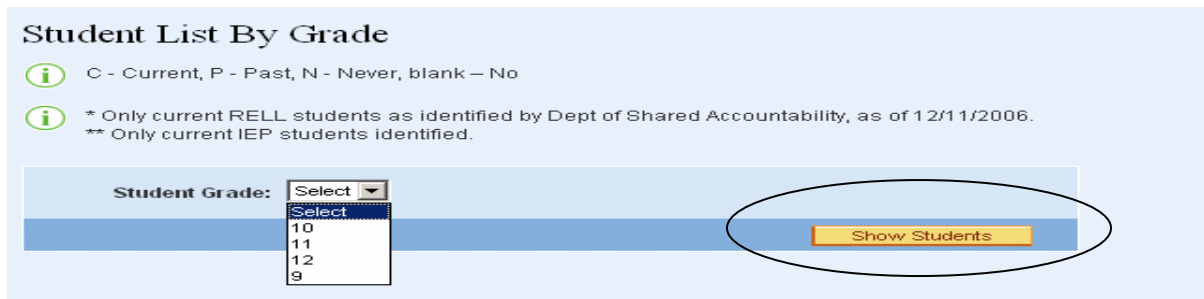 Student List By Grade
C - Current, P - Past, N - Never, blank – No
* Only current RELL students as identified by Dept of Shared Accountability, as of 12/11/2006.
** Only current IEP students identified.
Student Grade: Select
Select
10
Show Students
11
12
9